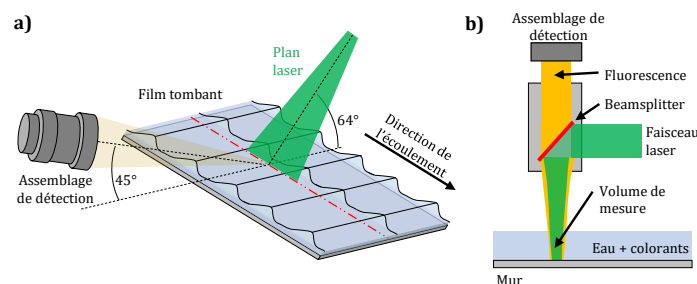 a)
Plan
laser
Film tombant
64°
Direction de
l'écoulement
45°
Assemblage
de détection
b)
Assemblage de
détection
Fluorescence
Beamsplitter
Faisceau
laser
Volume de
mesure
Eau + colorants
Mur